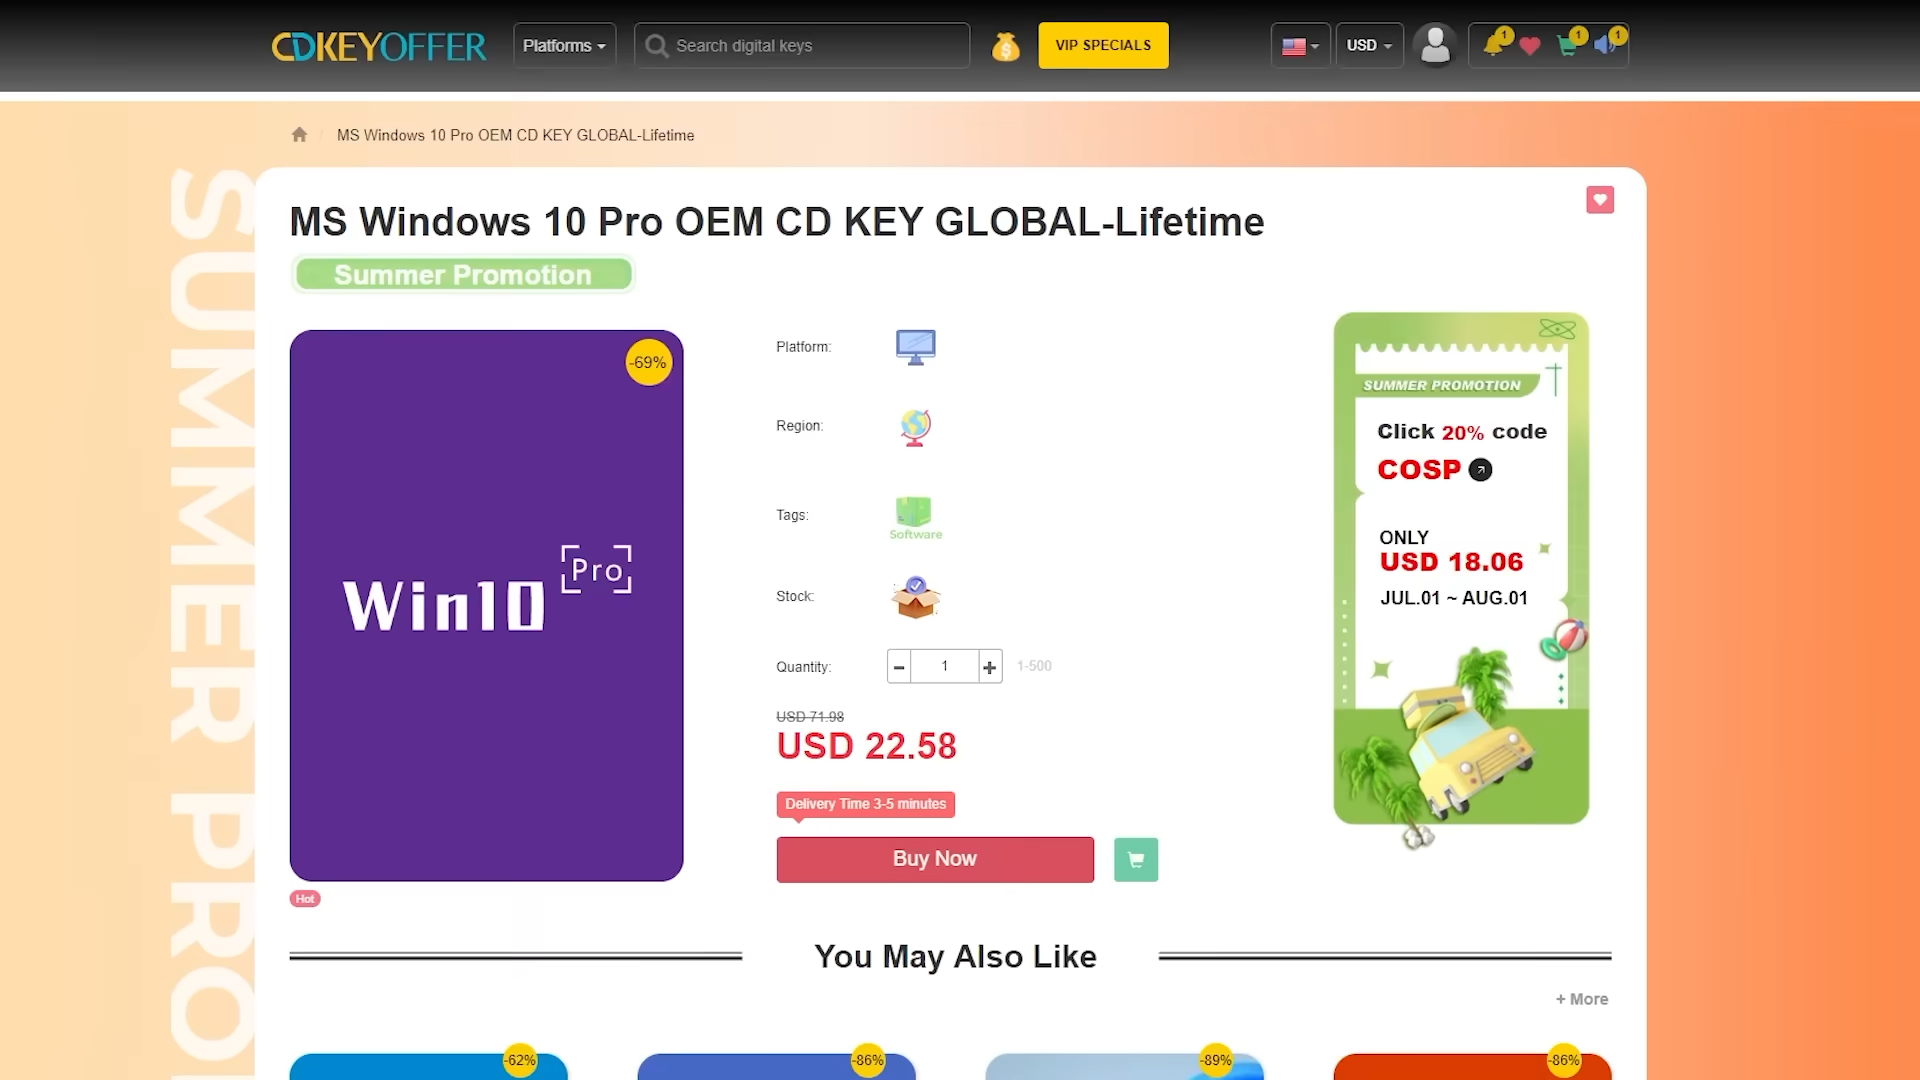 CDKEYOFFER
Platforms
Search digital keys
VIP SPECIALS
USD
1
1
1
MS Windows 10 Pro OEM CD KEY GLOBAL-Lifetime
SUMMER PRO
MS Windows 10 Pro OEM CD KEY GLOBAL-Lifetime
Summer Promotion
-69%
Win10 Pro
Hot
Platform:
Region:
Tags:
Software
Stock:
Quantity:
1
1-500
USD 71.98
USD 22.58
Delivery Time 3-5 minutes
Buy Now
SUMMER PROMOTION
Click 20% code
COSP
ONLY
USD 18.06
JUL.01 ~ AUG.01
You May Also Like
+ More
-62%
-86%
-89%
-86%